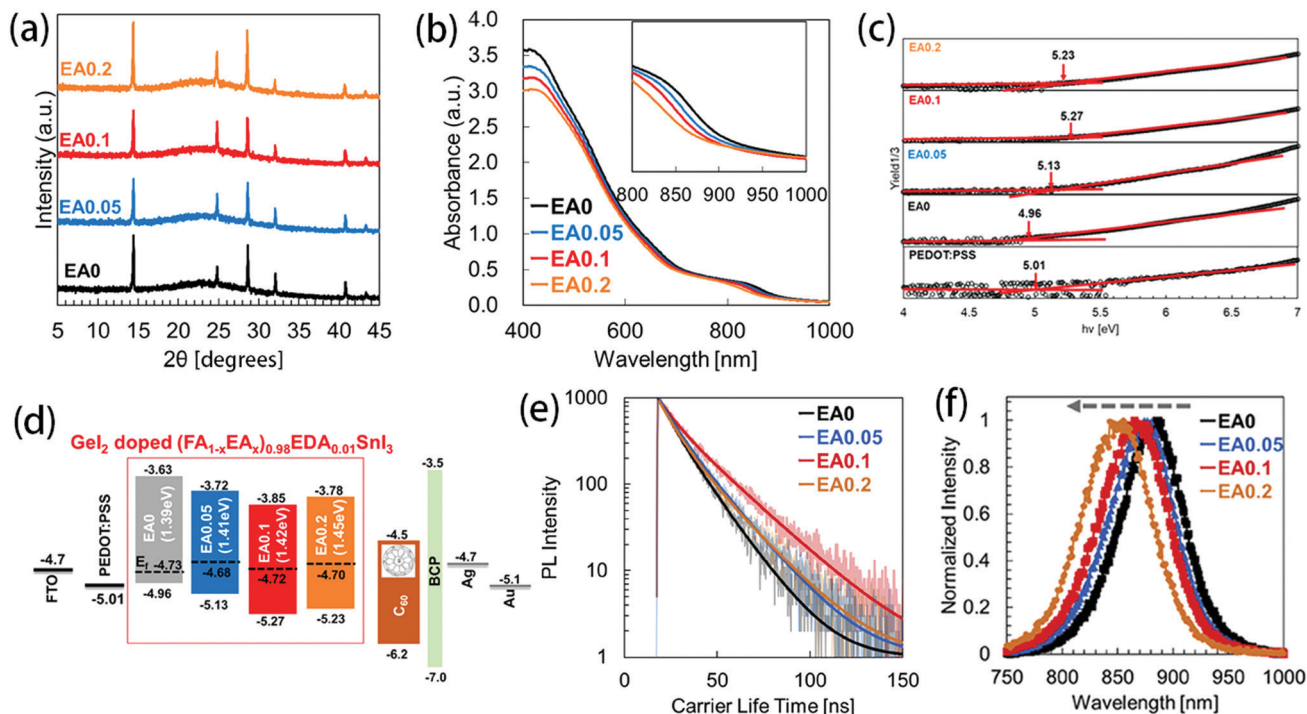 (a)
EA0.2
EA0.1
EA0.05
EA0
Intensity (a.u.)
5 10 15 20 25 30 35 40 45
2θ [degrees]
(b)
4.0
3.5
3.0
2.5
2.0
1.5
1.0
0.5
0.0
Absorbance (a.u.)
800 850 900 950 1000
EA0
EA0.05
EA0.1
EA0.2
400 600 800 1000
Wavelength [nm]
(c)
EA0.2
5.23
EA0.1
5.27
EA0.05
5.13
EA0
4.96
PEDOT:PSS
5.01
Yield1/3
4 4.5 5 5.5 6 6.5 7
hν [eV]
(d)
GeI2 doped (FA1-xEAx)0.98EDA0.01SnI3
-4.7
FTO
PEDOT:PSS
-5.01
-3.63
EA0
(1.39eV)
Ef -4.73
-4.96
-3.72
EA0.05
(1.41eV)
-4.68
-5.13
-3.85
EA0.1
(1.42eV)
-4.72
-5.27
-3.78
EA0.2
(1.45eV)
-4.70
-5.23
-4.5
C60
-6.2
-3.5
BCP
-7.0
-4.7
Ag
-5.1
Au
(e)
1000
100
10
1
PL Intensity
EA0
EA0.05
EA0.1
EA0.2
0 50 100 150
Carrier Life Time [ns]
(f)
1
0.8
0.6
0.4
0.2
0
Normalized Intensity
EA0
EA0.05
EA0.1
EA0.2
750 800 850 900 950 1000
Wavelength [nm]